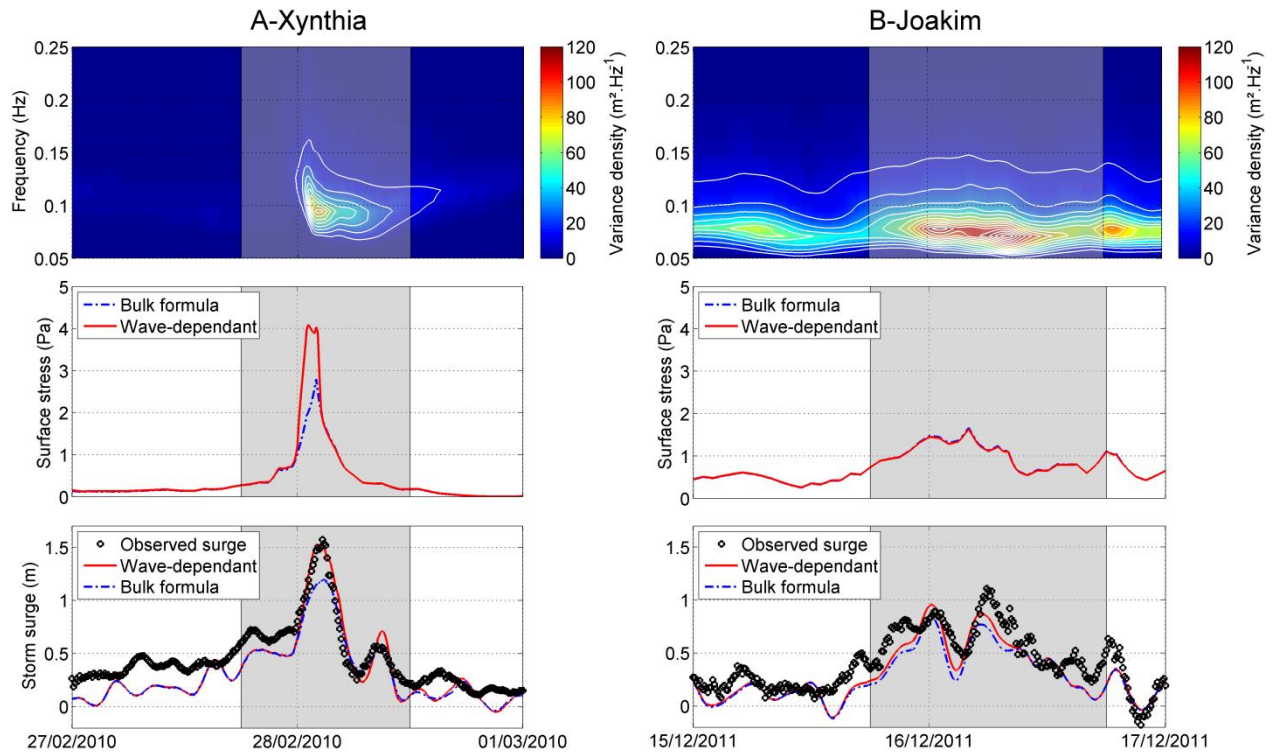 A-Xynthia
B-Joakim
0.25
0.2
0.15
0.1
0.05
Frequency (Hz)
120
100
80
60
40
20
0
Variance density (m².Hz⁻¹)
0.25
0.2
0.15
0.1
0.05
120
100
80
60
40
20
0
Variance density (m².Hz⁻¹)
5
4
3
2
1
0
Surface stress (Pa)
Bulk formula
Wave-dependant
5
4
3
2
1
0
Surface stress (Pa)
Bulk formula
Wave-dependant
1.5
1
0.5
0
Storm surge (m)
Observed surge
Wave-dependant
Bulk formula
27/02/2010
28/02/2010
01/03/2010
1.5
1
0.5
0
Storm surge (m)
Observed surge
Wave-dependant
Bulk formula
15/12/2011
16/12/2011
17/12/2011